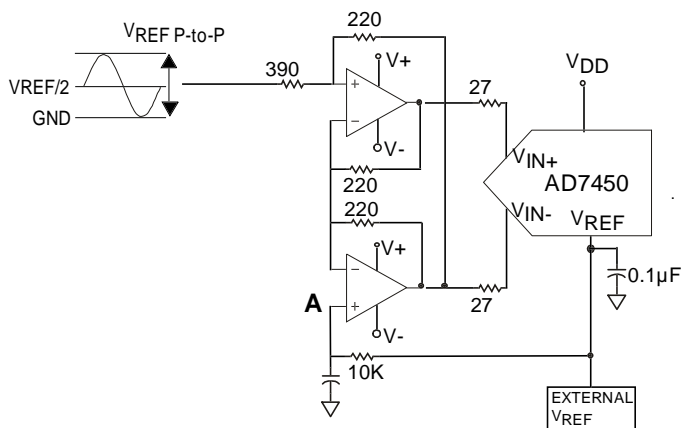 VREF P-to-P
VREF/2
GND
390
220
+
V+
-
V-
220
220
27
VDD
VIN+
AD7450
VIN-
VREF
0.1µF
-
V+
A
+
V-
27
10K
EXTERNAL
VREF